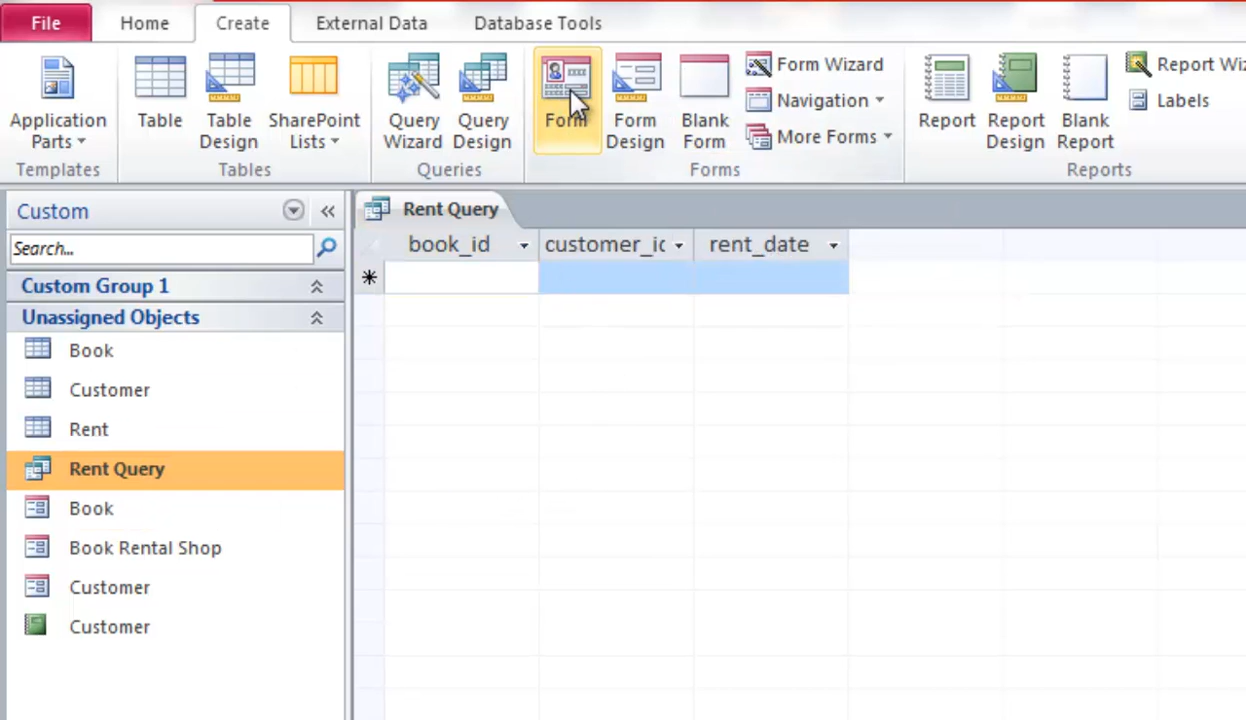 File Home Create External Data Database Tools
Application Parts Table Table Design SharePoint Lists Query Wizard Query Design Form Form Design Blank Form Form Wizard Navigation More Forms Report Report Design Blank Report Report Labels
Templates Tables Queries Forms Reports
Custom
Search...
Custom Group 1
Unassigned Objects
Book
Customer
Rent
Rent Query
Book
Book Rental Shop
Customer
Customer
Rent Query
book_id customer_ic rent_date